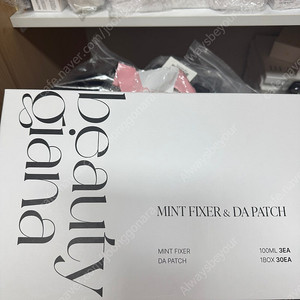 beauty
giana
MINT FIXER & DA PATCH
MINT FIXER 100ML 3EA
DA PATCH 1BOX 30EA